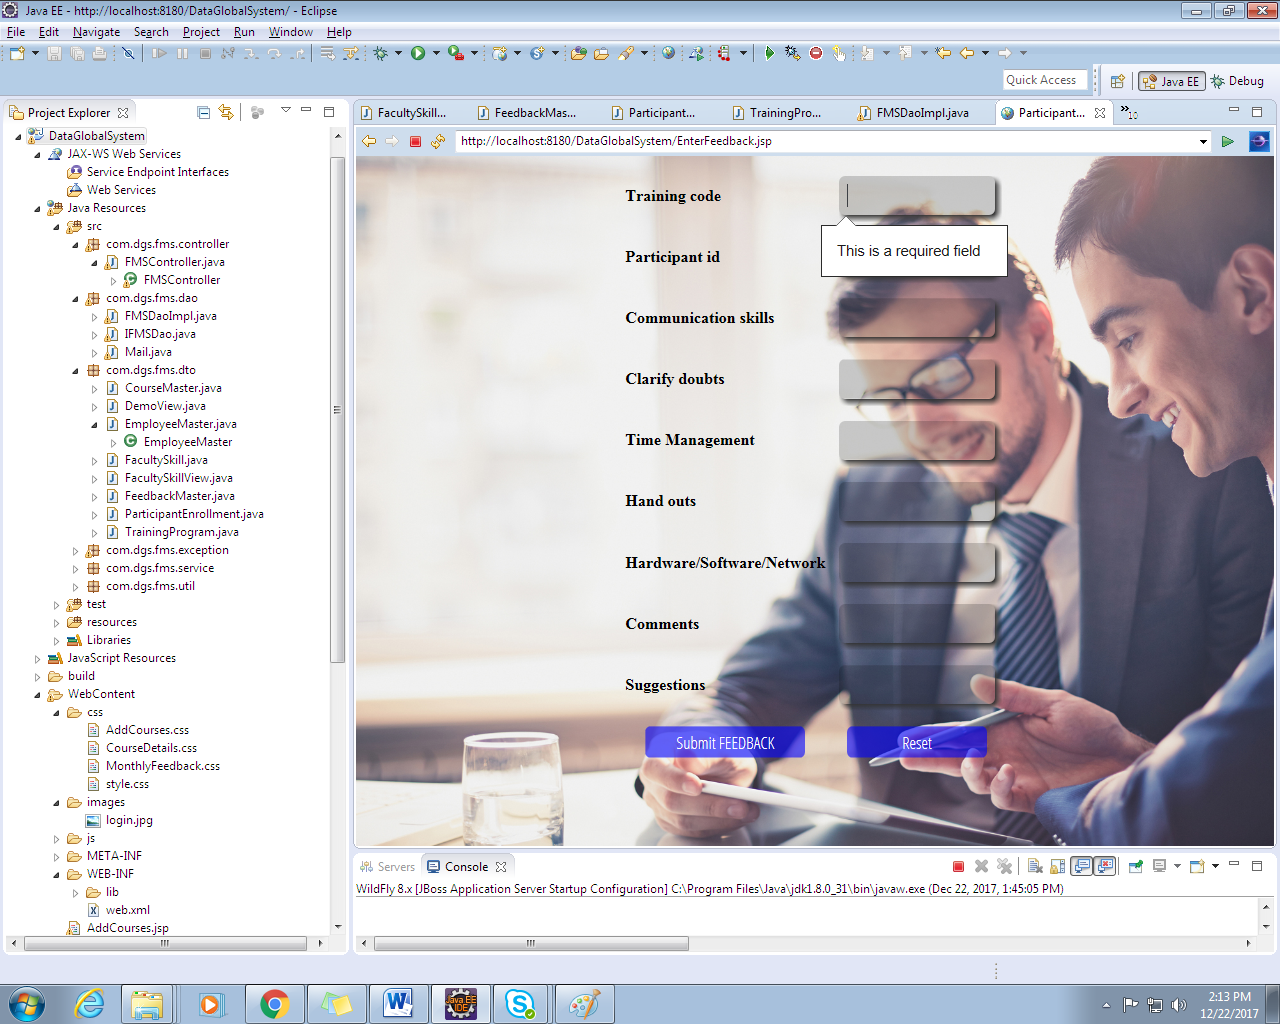 Java EE - http://localhost:8180/DataGlobalSystem/ - Eclipse
File Edit Navigate Search Project Run Window Help
Quick Access
Java EE
Debug
Project Explorer
FacultySkill...
FeedbackMas...
Participant...
TrainingPro...
FMSDaoImpl.java
Participant...
»10
http://localhost:8180/DataGlobalSystem/EnterFeedback.jsp
DataGlobalSystem
JAX-WS Web Services
Service Endpoint Interfaces
Web Services
Java Resources
src
com.dgs.fms.controller
FMSController.java
FMSController
com.dgs.fms.dao
FMSDaoImpl.java
IFMSDao.java
Mail.java
com.dgs.fms.dto
CourseMaster.java
DemoView.java
EmployeeMaster.java
EmployeeMaster
FacultySkill.java
FacultySkillView.java
FeedbackMaster.java
ParticipantEnrollment.java
TrainingProgram.java
com.dgs.fms.exception
com.dgs.fms.service
com.dgs.fms.util
test
resources
Libraries
JavaScript Resources
build
WebContent
css
AddCourses.css
CourseDetails.css
MonthlyFeedback.css
style.css
images
login.jpg
js
META-INF
WEB-INF
lib
web.xml
AddCourses.jsp
Training code
This is a required field
Participant id
Communication skills
Clarify doubts
Time Management
Hand outs
Hardware/Software/Network
Comments
Suggestions
Submit FEEDBACK
Reset
Servers
Console
WildFly 8.x [JBoss Application Server Startup Configuration] C:\Program Files\Java\jdk1.8.0_31\bin\javaw.exe (Dec 22, 2017, 1:45:05 PM)
Java EE
IDE
2:13 PM
12/22/2017